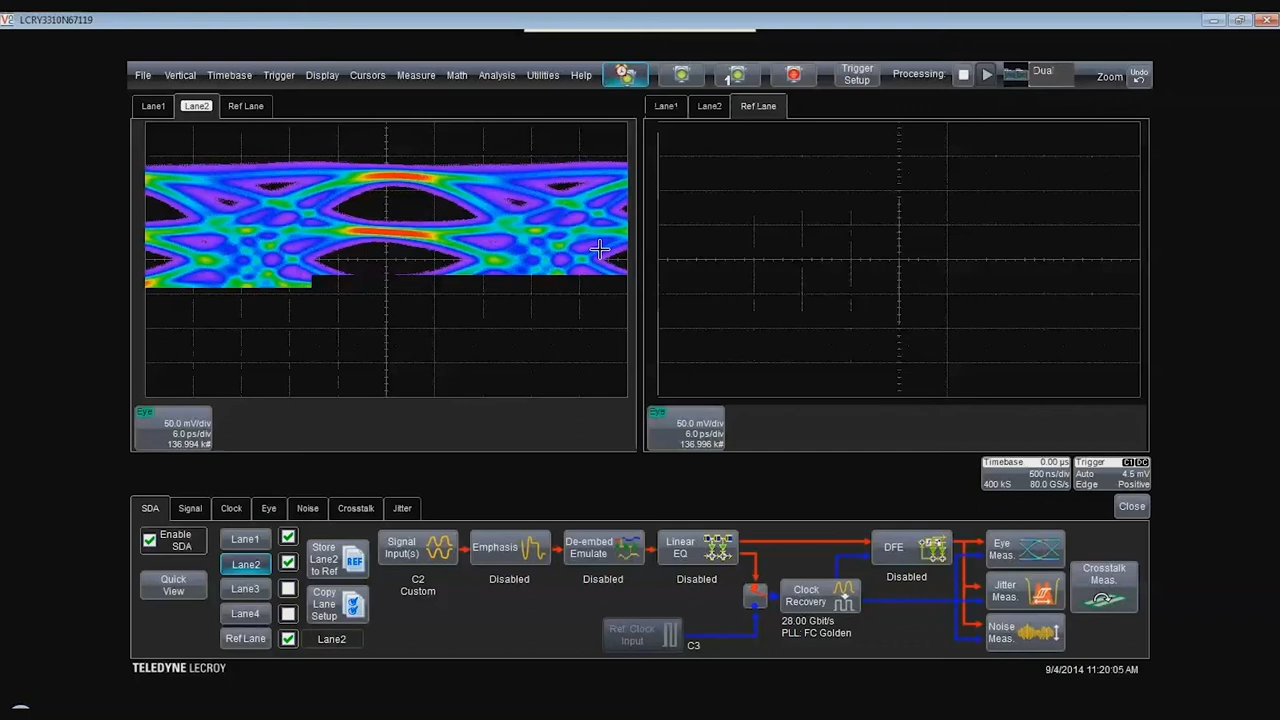 LCRY3310N67119
File Vertical Timebase Trigger Display Cursors Measure Math Analysis Utilities Help 1 Trigger Setup Processing: Dual Zoom Undo
Lane1 Lane2 Ref Lane
Lane1 Lane2 Ref Lane
Eye
50.0 mV/div
6.0 ps/div
136.994 k#
Eye
50.0 mV/div
6.0 ps/div
136.996 k#
Timebase 0.00 µs
500 ns/div
400 kS 80.0 GS/s
Trigger C1 DC
Auto 4.5 mV
Edge Positive
SDA Signal Clock Eye Noise Crosstalk Jitter
Close
Enable
SDA
Quick
View
Lane1
Lane2
Lane3
Lane4
Ref Lane
Lane2
Store
Lane2
to Ref
REF
Copy
Lane
Setup
Signal
Input(s)
C2
Custom
Emphasis
Disabled
De-embed
Emulate
Disabled
Linear
EQ
Disabled
Ref Clock
Input
C3
Clock
Recovery
28.00 Gbit/s
PLL: FC Golden
DFE
Disabled
Eye
Meas.
Jitter
Meas.
Noise
Meas.
Crosstalk
Meas.
TELEDYNE LECROY
9/4/2014 11:20:05 AM